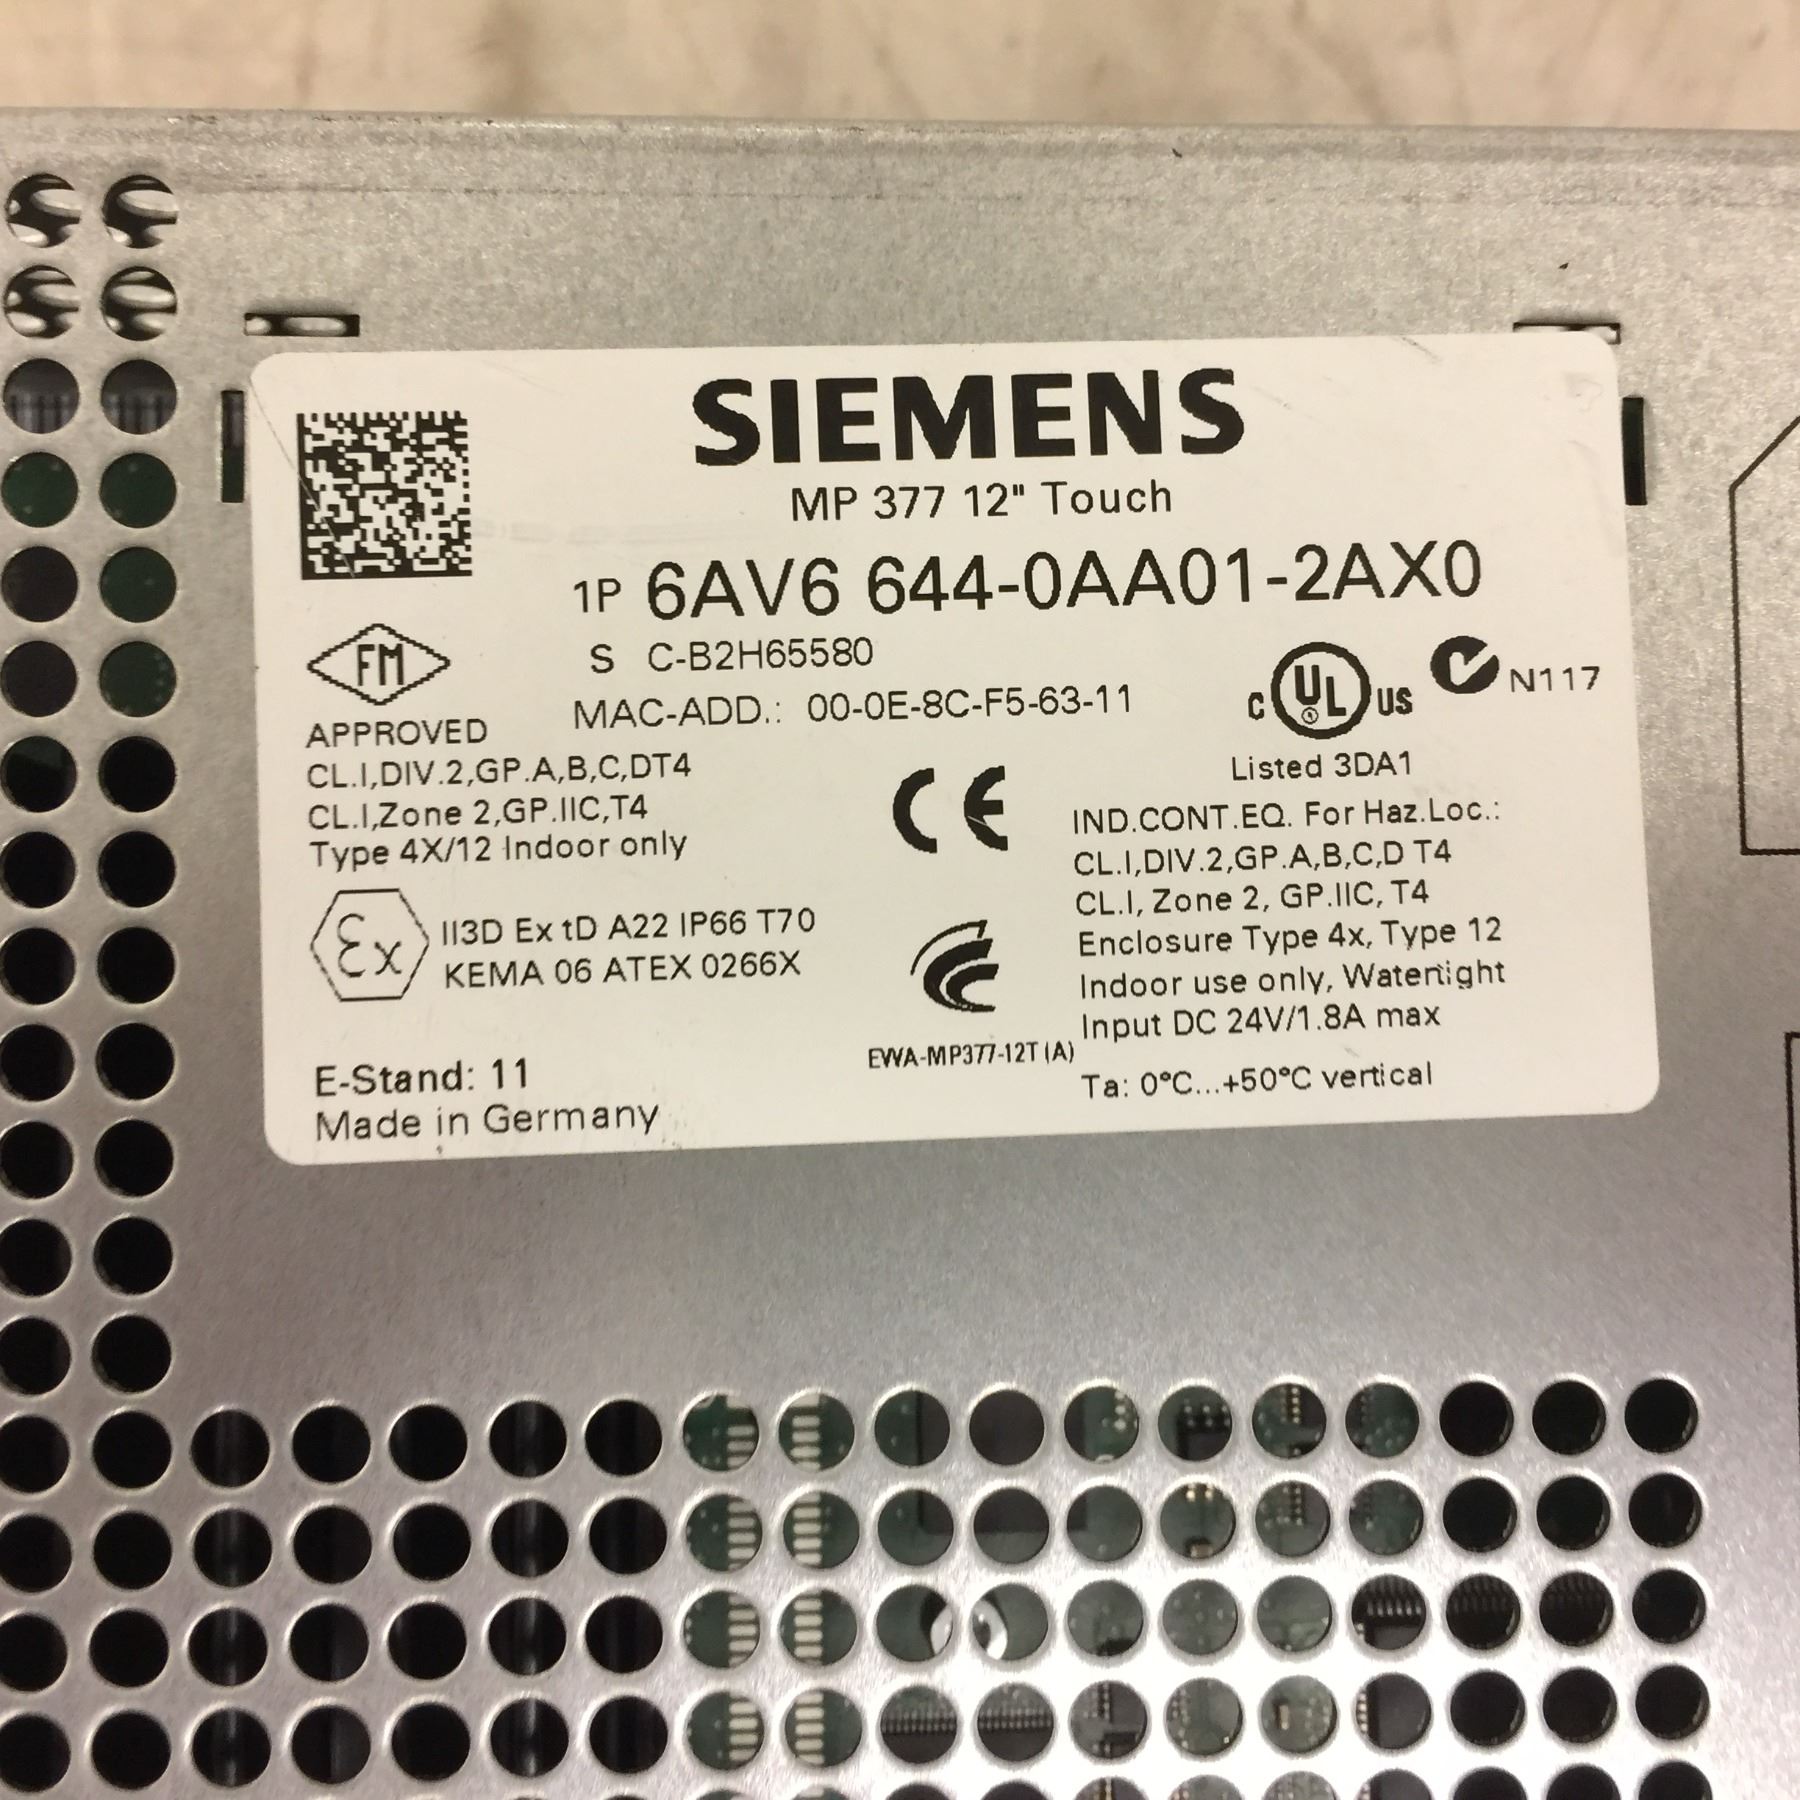 SIEMENS
MP 377 12" Touch
1P 6AV6 644-0AA01-2AX0
S C-B2H65580
MAC-ADD.: 00-0E-8C-F5-63-11
FM
APPROVED
CL.I,DIV.2,GP.A,B,C,DT4
CL.I,Zone 2,GP.IIC,T4
Type 4X/12 Indoor only
C UL US
N117
Listed 3DA1
CE
IND.CONT.EQ. For Haz.Loc.:
CL.I,DIV.2,GP.A,B,C,D T4
CL.I, Zone 2, GP.IIC, T4
Enclosure Type 4x, Type 12
Indoor use only, Watertight
Input DC 24V/1.8A max
Ta: 0°C...+50°C vertical
Ex
II3D Ex tD A22 IP66 T70
KEMA 06 ATEX 0266X
EWA-MP377-12T (A)
E-Stand: 11
Made in Germany